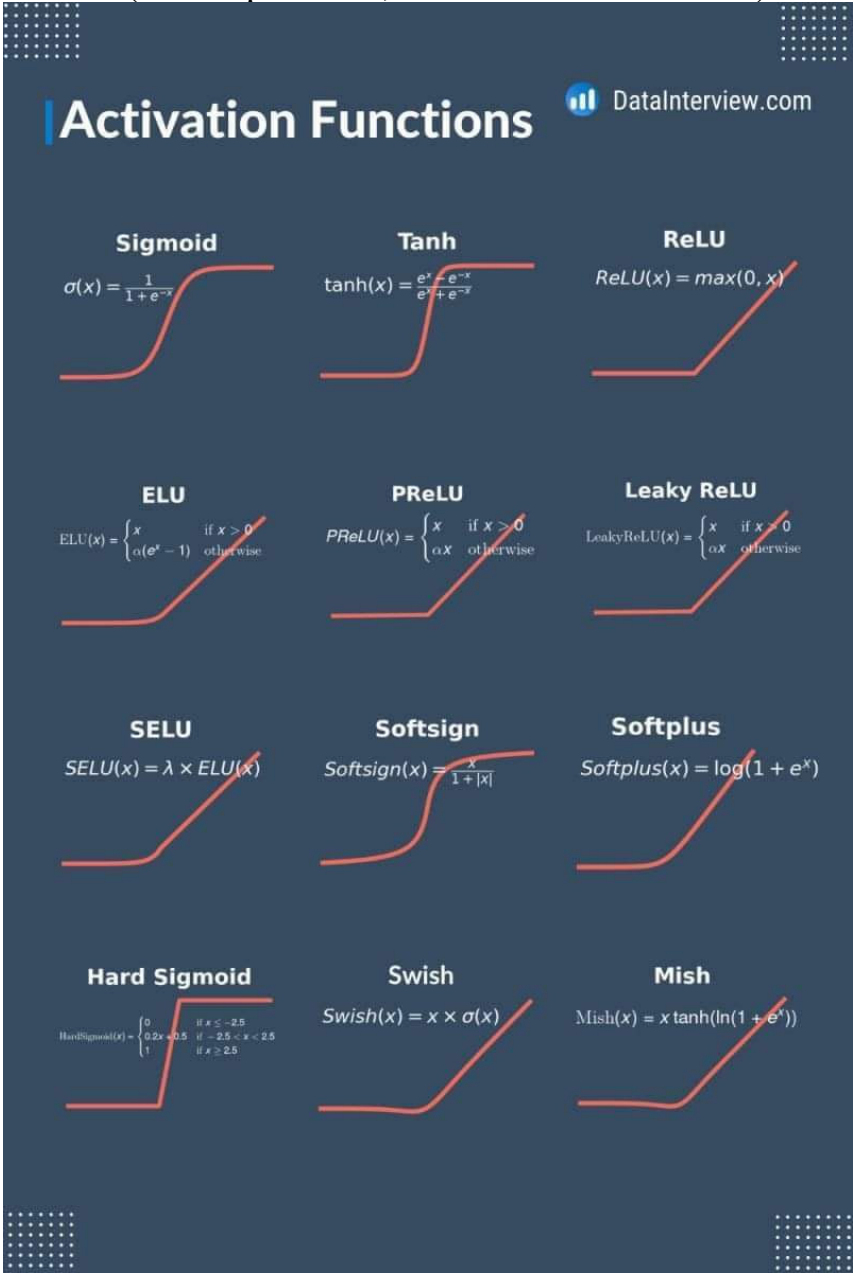 Activation Functions
DataInterview.com
Sigmoid
σ(x) = 1 / (1 + e^-x)
Tanh
tanh(x) = (e^x − e^-x) / (e^x + e^-x)
ReLU
ReLU(x) = max(0, x)
ELU
ELU(x) = { x if x > 0
α(e^x − 1) otherwise
PReLU
PReLU(x) = { x if x > 0
αx otherwise
Leaky ReLU
LeakyReLU(x) = { x if x > 0
αx otherwise
SELU
SELU(x) = λ × ELU(x)
Softsign
Softsign(x) = x / (1 + |x|)
Softplus
Softplus(x) = log(1 + e^x)
Hard Sigmoid
HardSigmoid(x) = { 0 if x ≤ −2.5
0.2x + 0.5 if − 2.5 < x < 2.5
1 if x ≥ 2.5
Swish
Swish(x) = x × σ(x)
Mish
Mish(x) = x tanh(ln(1 + e^x))